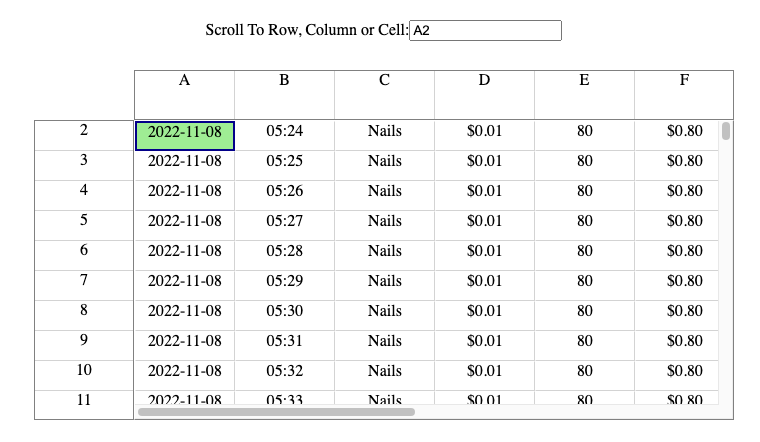 Scroll To Row, Column or Cell: A2
A B C D E F
2 2022-11-08 05:24 Nails $0.01 80 $0.80
3 2022-11-08 05:25 Nails $0.01 80 $0.80
4 2022-11-08 05:26 Nails $0.01 80 $0.80
5 2022-11-08 05:27 Nails $0.01 80 $0.80
6 2022-11-08 05:28 Nails $0.01 80 $0.80
7 2022-11-08 05:29 Nails $0.01 80 $0.80
8 2022-11-08 05:30 Nails $0.01 80 $0.80
9 2022-11-08 05:31 Nails $0.01 80 $0.80
10 2022-11-08 05:32 Nails $0.01 80 $0.80
11 2022-11-08 05:33 Nails $0.01 80 $0.80